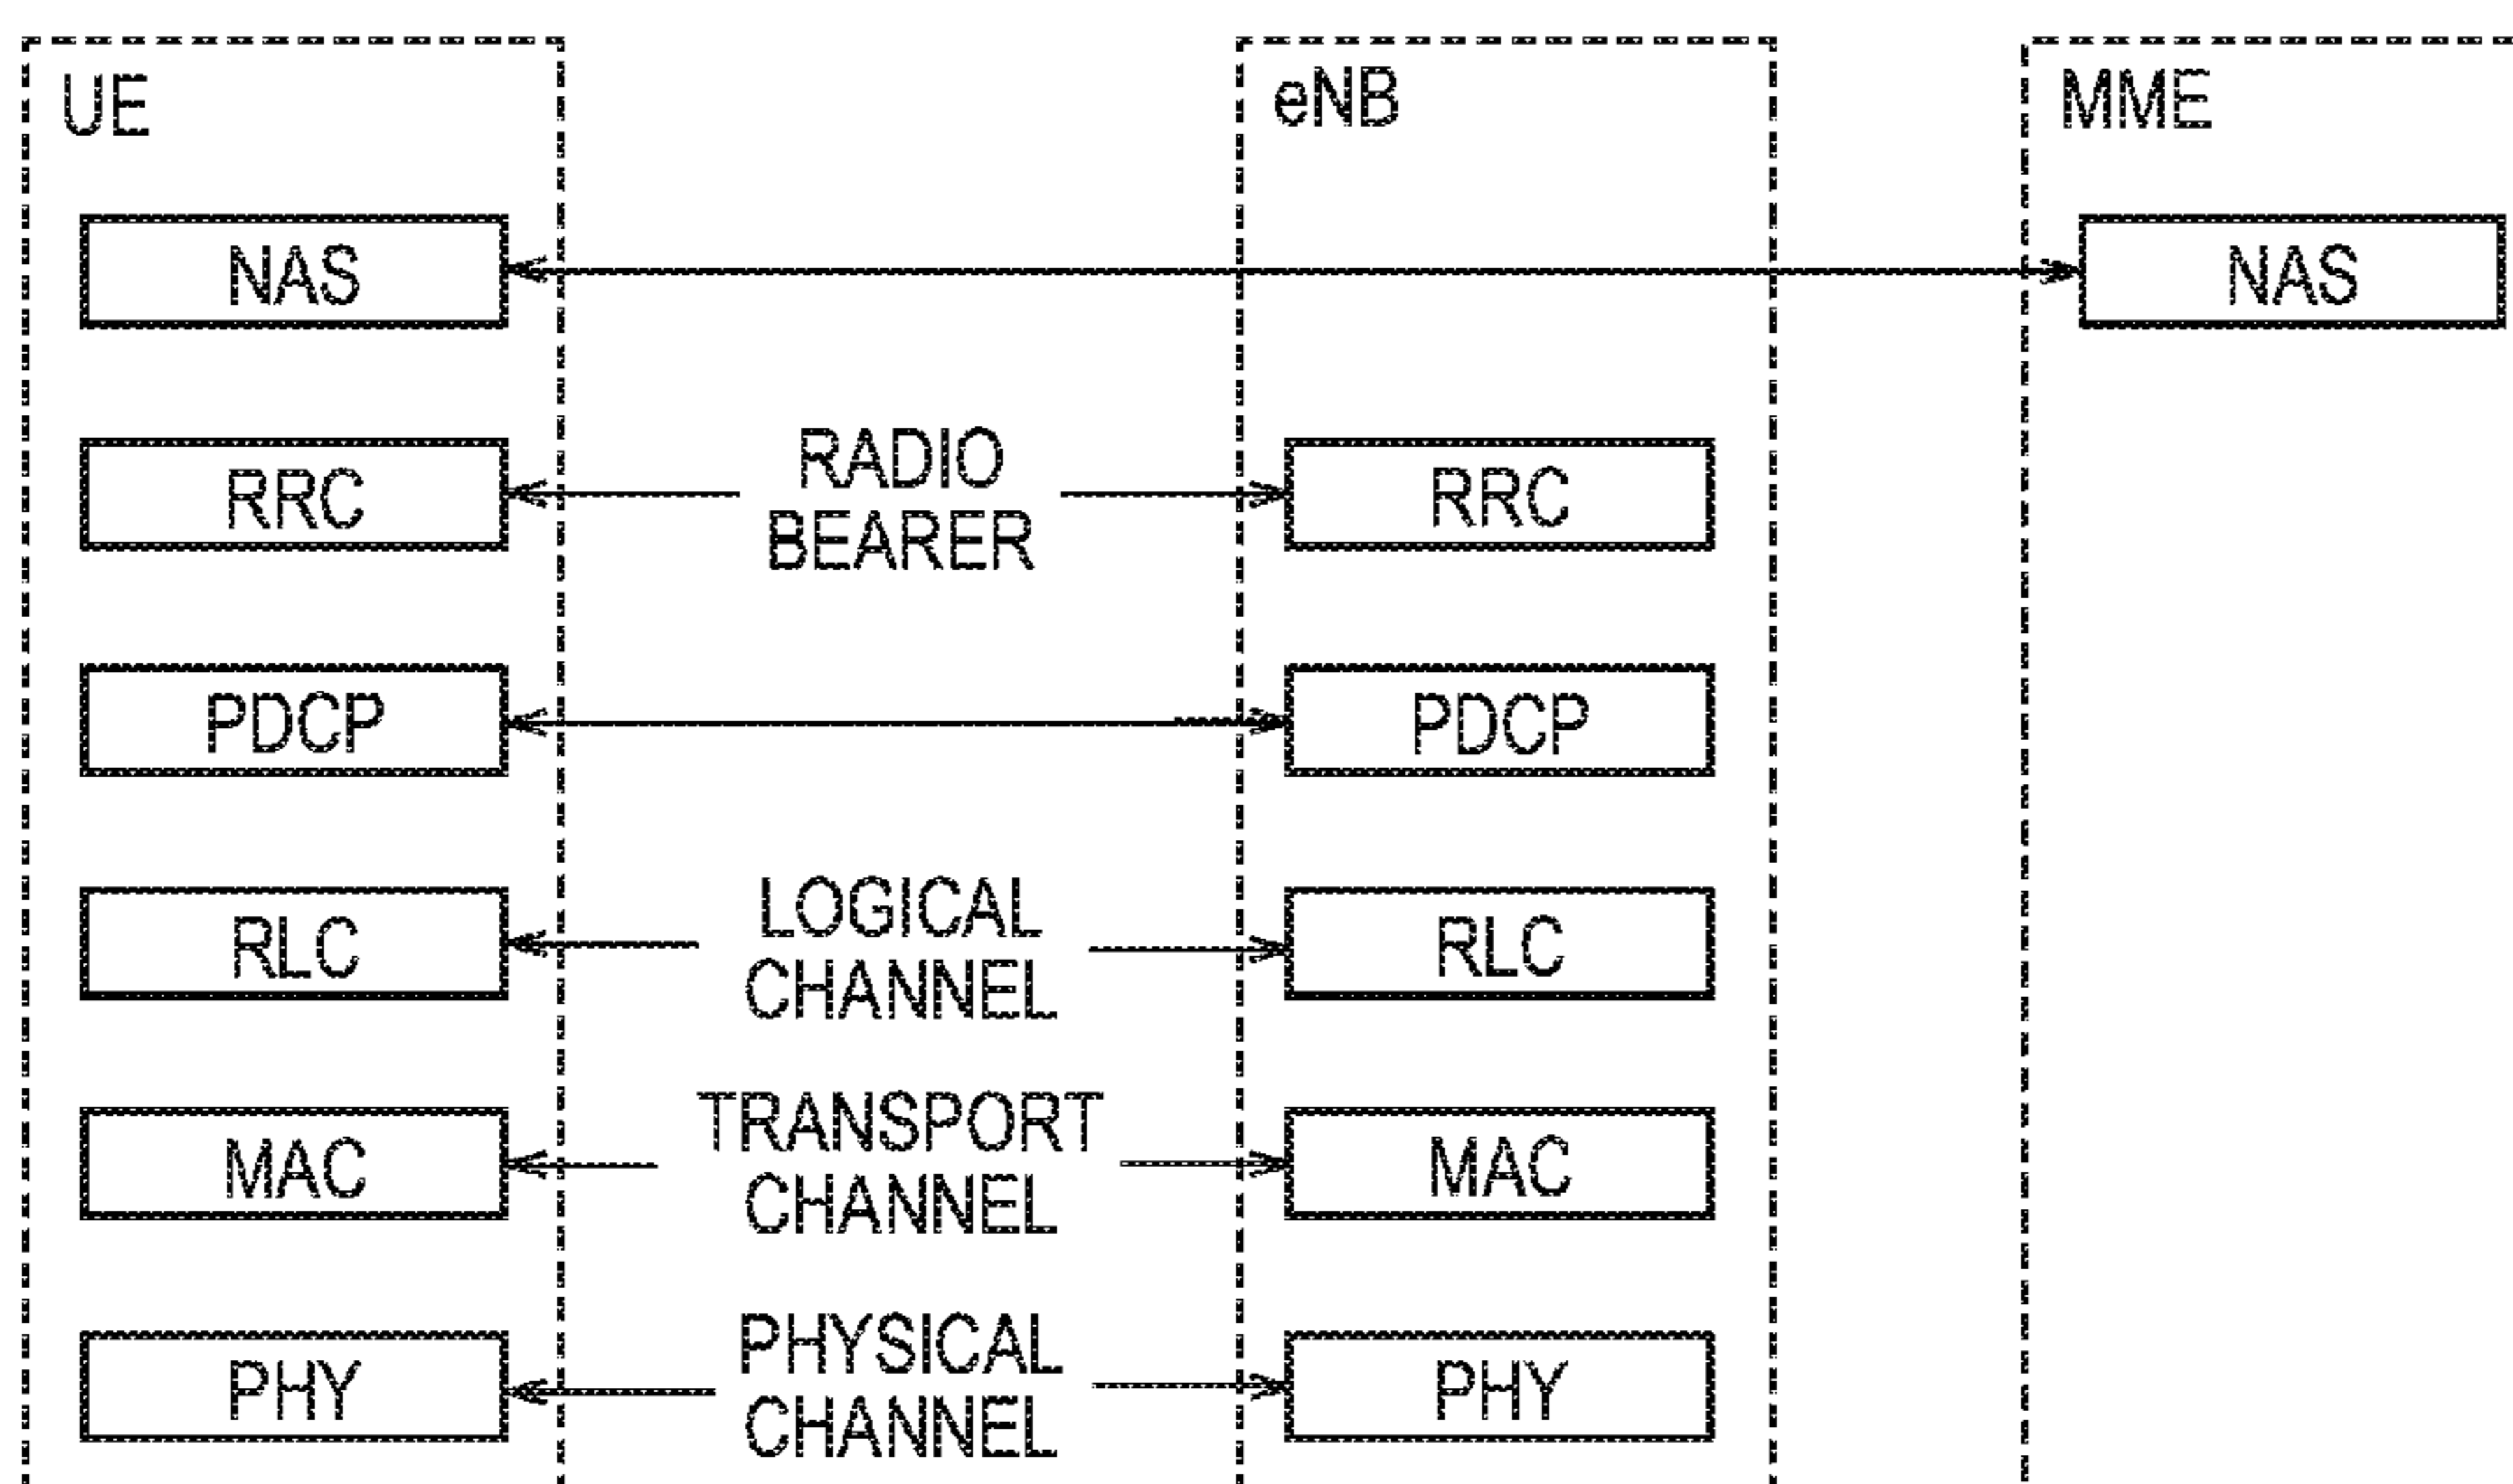 UE
eNB
MME
NAS
NAS
RRC
RADIO
BEARER
RRC
PDCP
PDCP
RLC
LOGICAL
CHANNEL
RLC
MAC
TRANSPORT
CHANNEL
MAC
PHY
PHYSICAL
CHANNEL
PHY